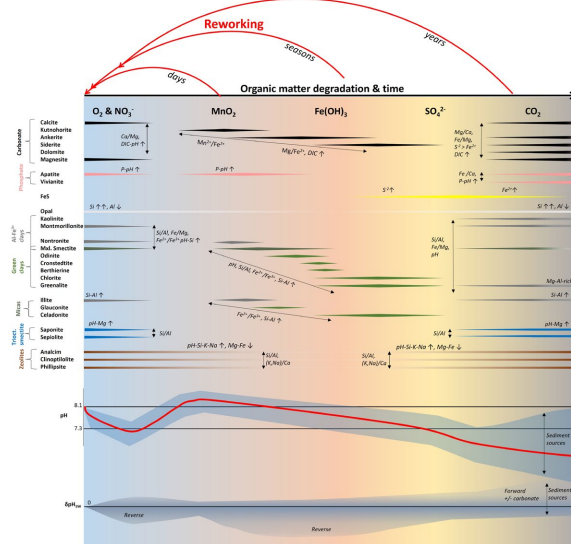 Reworking
years
seasons
days
Organic matter degradation & time
O₂ & NO₃⁻ MnO₂ Fe(OH)₃ SO₄²⁻ CO₂
Carbonate
Calcite
Kutnohorite
Ankerite
Siderite
Dolomite
Magnesite
Ca/Mg,
DIC-pH ↑
Mn²⁺/Fe²⁺
Mg/Fe²⁺, DIC ↑
Mg/Ca,
Fe/Mg,
S⁻² > Fe²⁺
DIC ↑
Phosphate
Apatite
Vivianite
P-pH ↑
P-pH ↑
Fe /Ca,
P-pH ↑
FeS
S⁻²↑
Fe²⁺↑
Opal
Si ↑↑, Al ↓
Si ↑↑, Al ↓
Al-Fe³⁺
clays
Kaolinite
Montmorillonite
Nontronite
Mxl. Smectite
Si/Al, Fe/Mg,
Fe²⁺/Fe³⁺ pH-Si ↑
Si/Al,
Fe/Mg,
pH
Green
clays
Odinite
Cronstedtite
Berthierine
Chlorite
Greenalite
pH, Si/Al, Fe²⁺/Fe³⁺, Si-Al ↑
Mg-Al-rich
Micas
Illite
Glauconite
Celadonite
Si-Al ↑
Fe²⁺/Fe³⁺, Si-Al ↑
Si-Al ↑
Trioct.
smectite
Saponite
Sepiolite
pH-Mg ↑
Si/Al
Si/Al
pH-Mg ↑
Zeolites
Analcim
Clinoptilolite
Phillipsite
pH-Si-K-Na ↑, Mg-Fe ↓
Si/Al,
(K,Na)/Ca
Si/Al,
(K,Na)/Ca
pH-Si-K-Na ↑, Mg-Fe ↓
8.1
pH
7.3
Sediment
sources
δpHSW
0
Reverse
Reverse
Forward
+/- carbonate
Sediment
sources